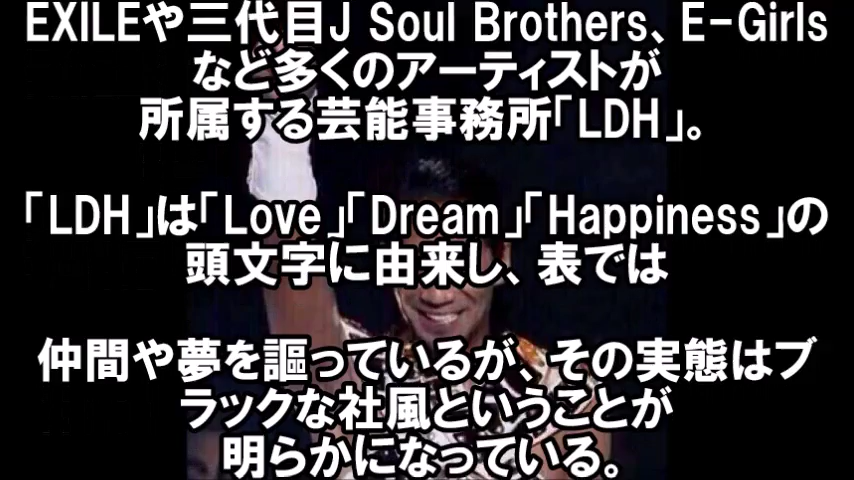 EXILEや三代目J Soul Brothers、E-Girls
など多くのアーティストが
所属する芸能事務所「LDH」。
「LDH」は「Love」「Dream」「Happiness」の
頭文字に由来し、表では
仲間や夢を謳っているが、その実態はブ
ラックな社風ということが
明らかになっている。